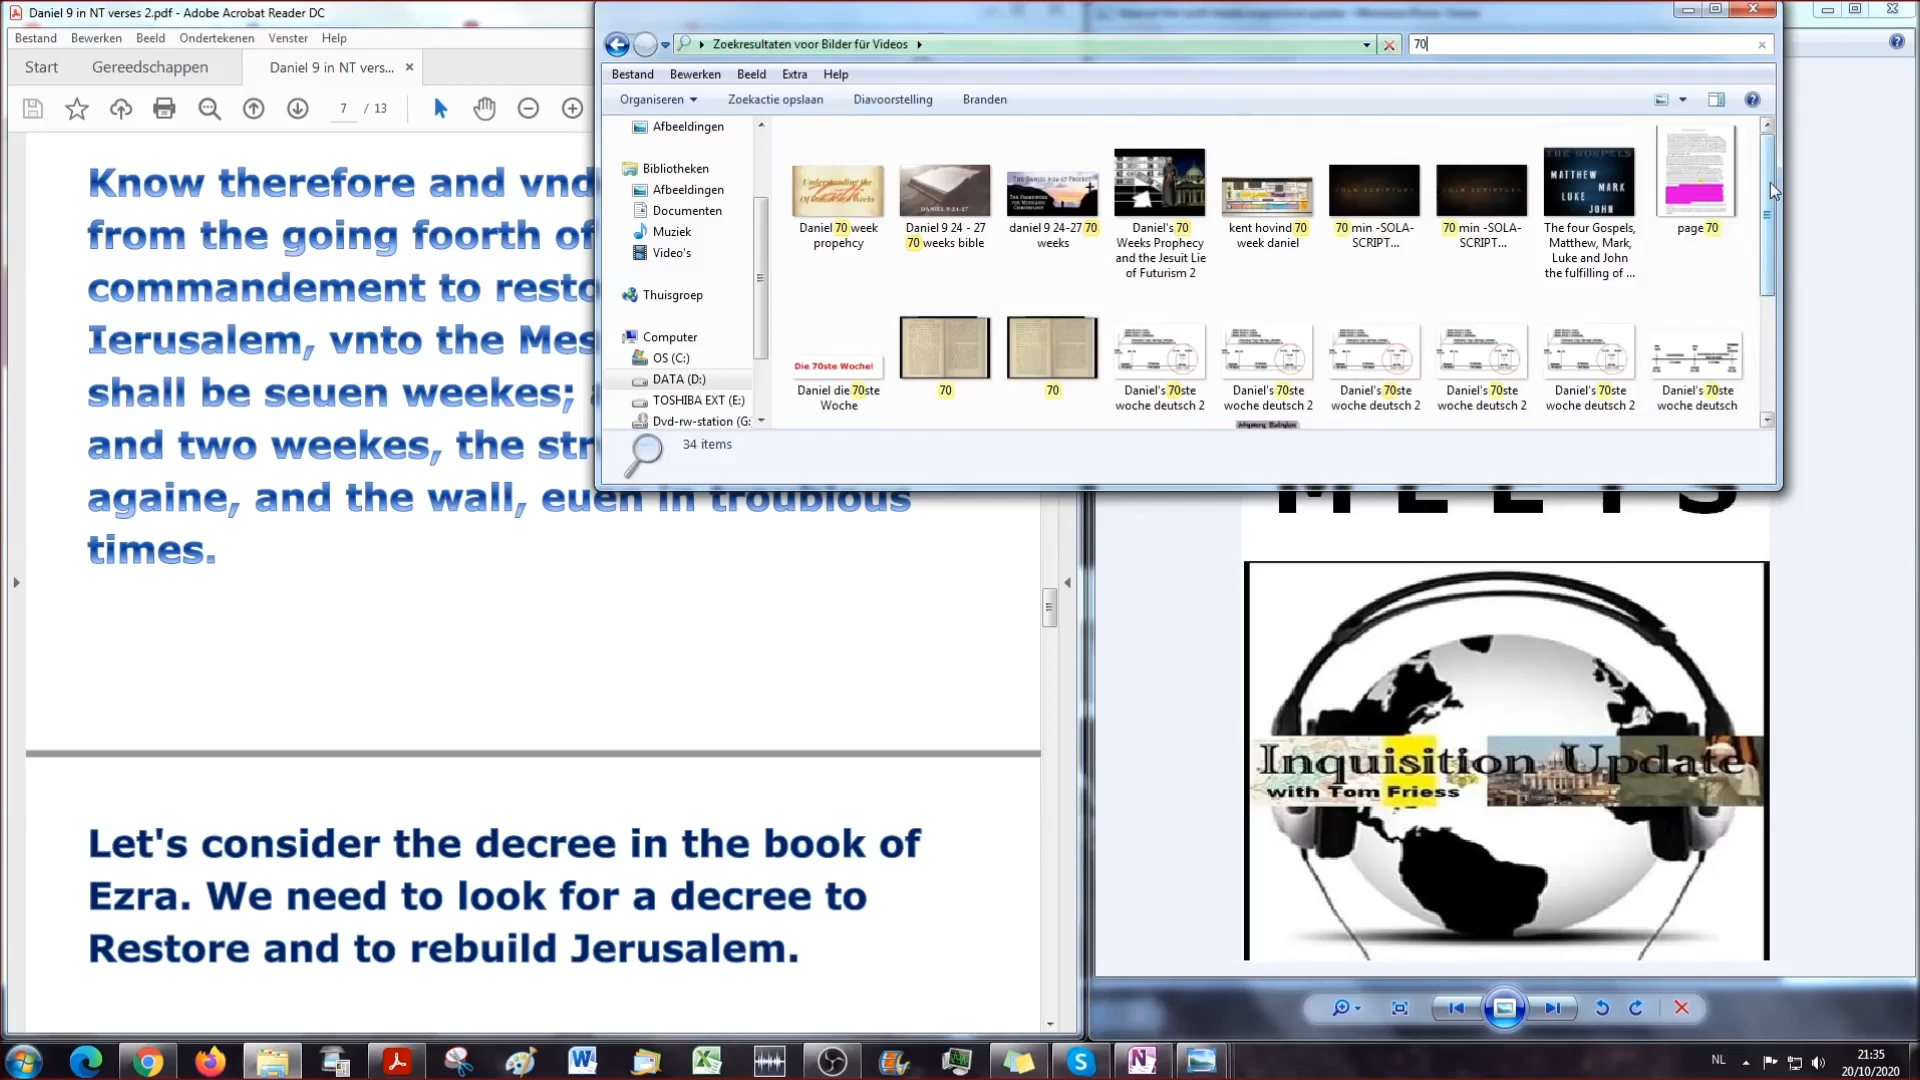 Daniel 9 in NT verses 2.pdf - Adobe Acrobat Reader DC
Bestand Bewerken Beeld Ondertekenen Venster Help
Start Gereedschappen Daniel 9 in NT vers...
7 / 13
Know therefore and vnd
from the going foorth of
commandement to resto
Ierusalem, vnto the Mes
shall be seuen weekes;
and two weekes, the str
againe, and the wall, euen in troublous
times.
Let's consider the decree in the book of
Ezra. We need to look for a decree to
Restore and to rebuild Jerusalem.
Zoekresultaten voor Bilder für Videos
70
Bestand Bewerken Beeld Extra Help
Organiseren Zoekactie opslaan Diavoorstelling Branden
Afbeeldingen
Bibliotheken
Afbeeldingen
Documenten
Muziek
Video's
Thuisgroep
Computer
OS (C:)
DATA (D:)
TOSHIBA EXT (E:)
Dvd-rw-station (G:
Daniel 70 week
propehcy
Daniel 9 24 - 27
70 weeks bible
daniel 9 24-27 70
weeks
Daniel's 70
Weeks Prophecy
and the Jesuit Lie
of Futurism 2
kent hovind 70
week daniel
70 min -SOLA-
SCRIPT...
70 min -SOLA-
SCRIPT...
THE GOSPELS
MATTHEW
MARK
LUKE
JOHN
The four Gospels,
Matthew, Mark,
Luke and John
the fulfilling of ...
page 70
Die 70ste Woche!
Daniel die 70ste
Woche
70
70
Daniel's 70ste
woche deutsch 2
Daniel's 70ste
woche deutsch 2
Daniel's 70ste
woche deutsch 2
Daniel's 70ste
woche deutsch 2
Daniel's 70ste
woche deutsch 2
Daniel's 70ste
woche deutsch
Mystery Babylon
34 items
MEETS
Inquisition Update
with Tom Friess
NL
21:35
20/10/2020